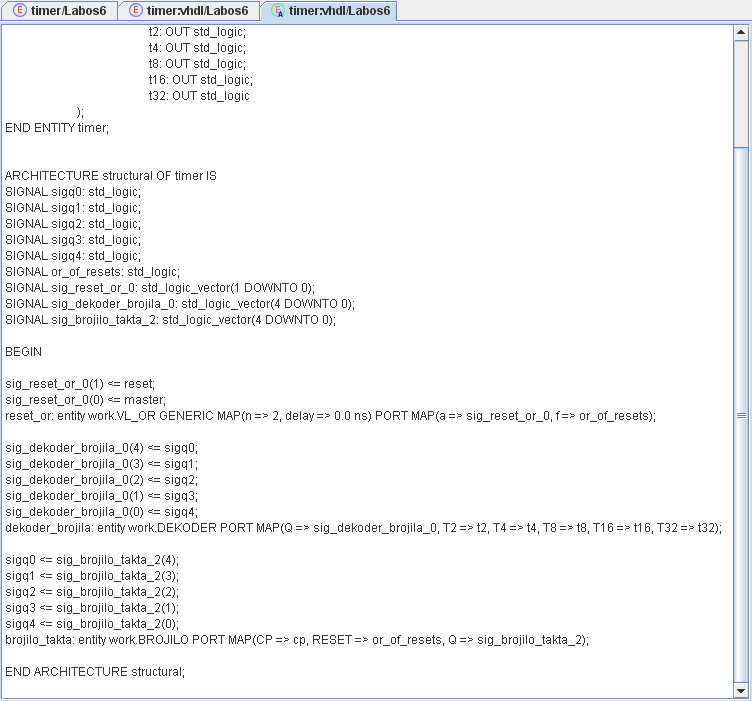 timer/Labos6
timer:vhdl/Labos6
timer:vhdl/Labos6
t2: OUT std_logic;
t4: OUT std_logic;
t8: OUT std_logic;
t16: OUT std_logic;
t32: OUT std_logic
);
END ENTITY timer;
ARCHITECTURE structural OF timer IS
SIGNAL sigq0: std_logic;
SIGNAL sigq1: std_logic;
SIGNAL sigq2: std_logic;
SIGNAL sigq3: std_logic;
SIGNAL sigq4: std_logic;
SIGNAL or_of_resets: std_logic;
SIGNAL sig_reset_or_0: std_logic_vector(1 DOWNTO 0);
SIGNAL sig_dekoder_brojila_0: std_logic_vector(4 DOWNTO 0);
SIGNAL sig_brojilo_takta_2: std_logic_vector(4 DOWNTO 0);
BEGIN
sig_reset_or_0(1) <= reset;
sig_reset_or_0(0) <= master;
reset_or: entity work.VL_OR GENERIC MAP(n => 2, delay => 0.0 ns) PORT MAP(a => sig_reset_or_0, f => or_of_resets);
sig_dekoder_brojila_0(4) <= sigq0;
sig_dekoder_brojila_0(3) <= sigq1;
sig_dekoder_brojila_0(2) <= sigq2;
sig_dekoder_brojila_0(1) <= sigq3;
sig_dekoder_brojila_0(0) <= sigq4;
dekoder_brojila: entity work.DEKODER PORT MAP(Q => sig_dekoder_brojila_0, T2 => t2, T4 => t4, T8 => t8, T16 => t16, T32 => t32);
sigq0 <= sig_brojilo_takta_2(4);
sigq1 <= sig_brojilo_takta_2(3);
sigq2 <= sig_brojilo_takta_2(2);
sigq3 <= sig_brojilo_takta_2(1);
sigq4 <= sig_brojilo_takta_2(0);
brojilo_takta: entity work.BROJILO PORT MAP(CP => cp, RESET => or_of_resets, Q => sig_brojilo_takta_2);
END ARCHITECTURE structural;